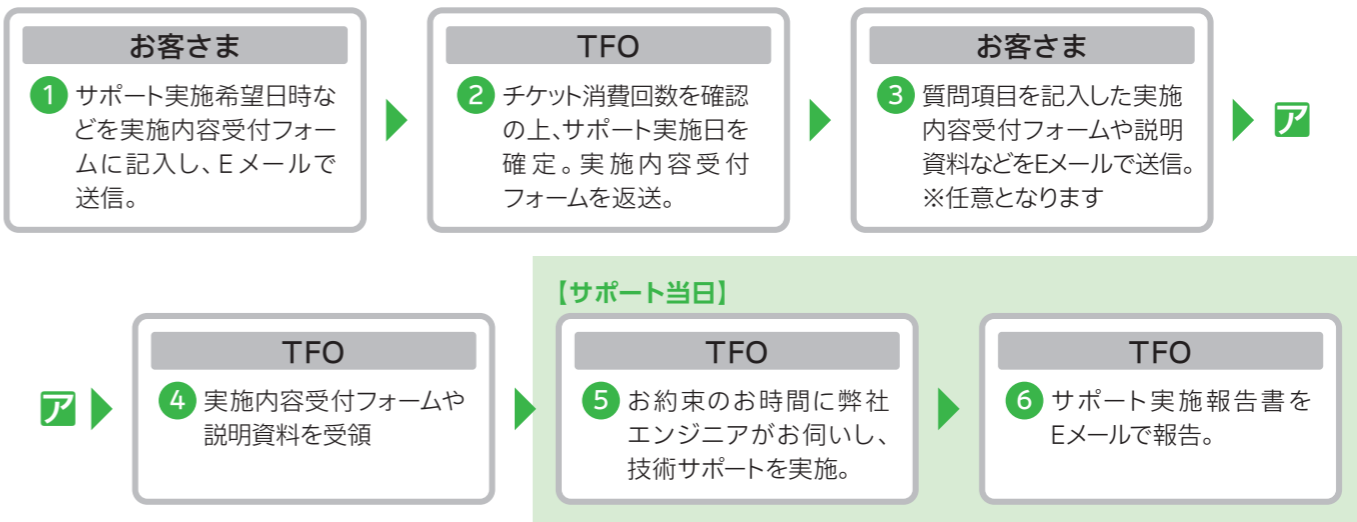 お客さま
1 サポート実施希望日時な
どを実施内容受付フォー
ムに記入し、Eメールで
送信。
TFO
2 チケット消費回数を確認
の上、サポート実施日を
確定。実施内容受付
フォームを返送。
お客さま
3 質問項目を記入した実施
内容受付フォームや説明
資料などをEメールで送信。
※任意となります
ア
ア
TFO
4 実施内容受付フォームや
説明資料を受領
【サポート当日】
TFO
5 お約束のお時間に弊社
エンジニアがお伺いし、
技術サポートを実施。
TFO
6 サポート実施報告書を
Eメールで報告。